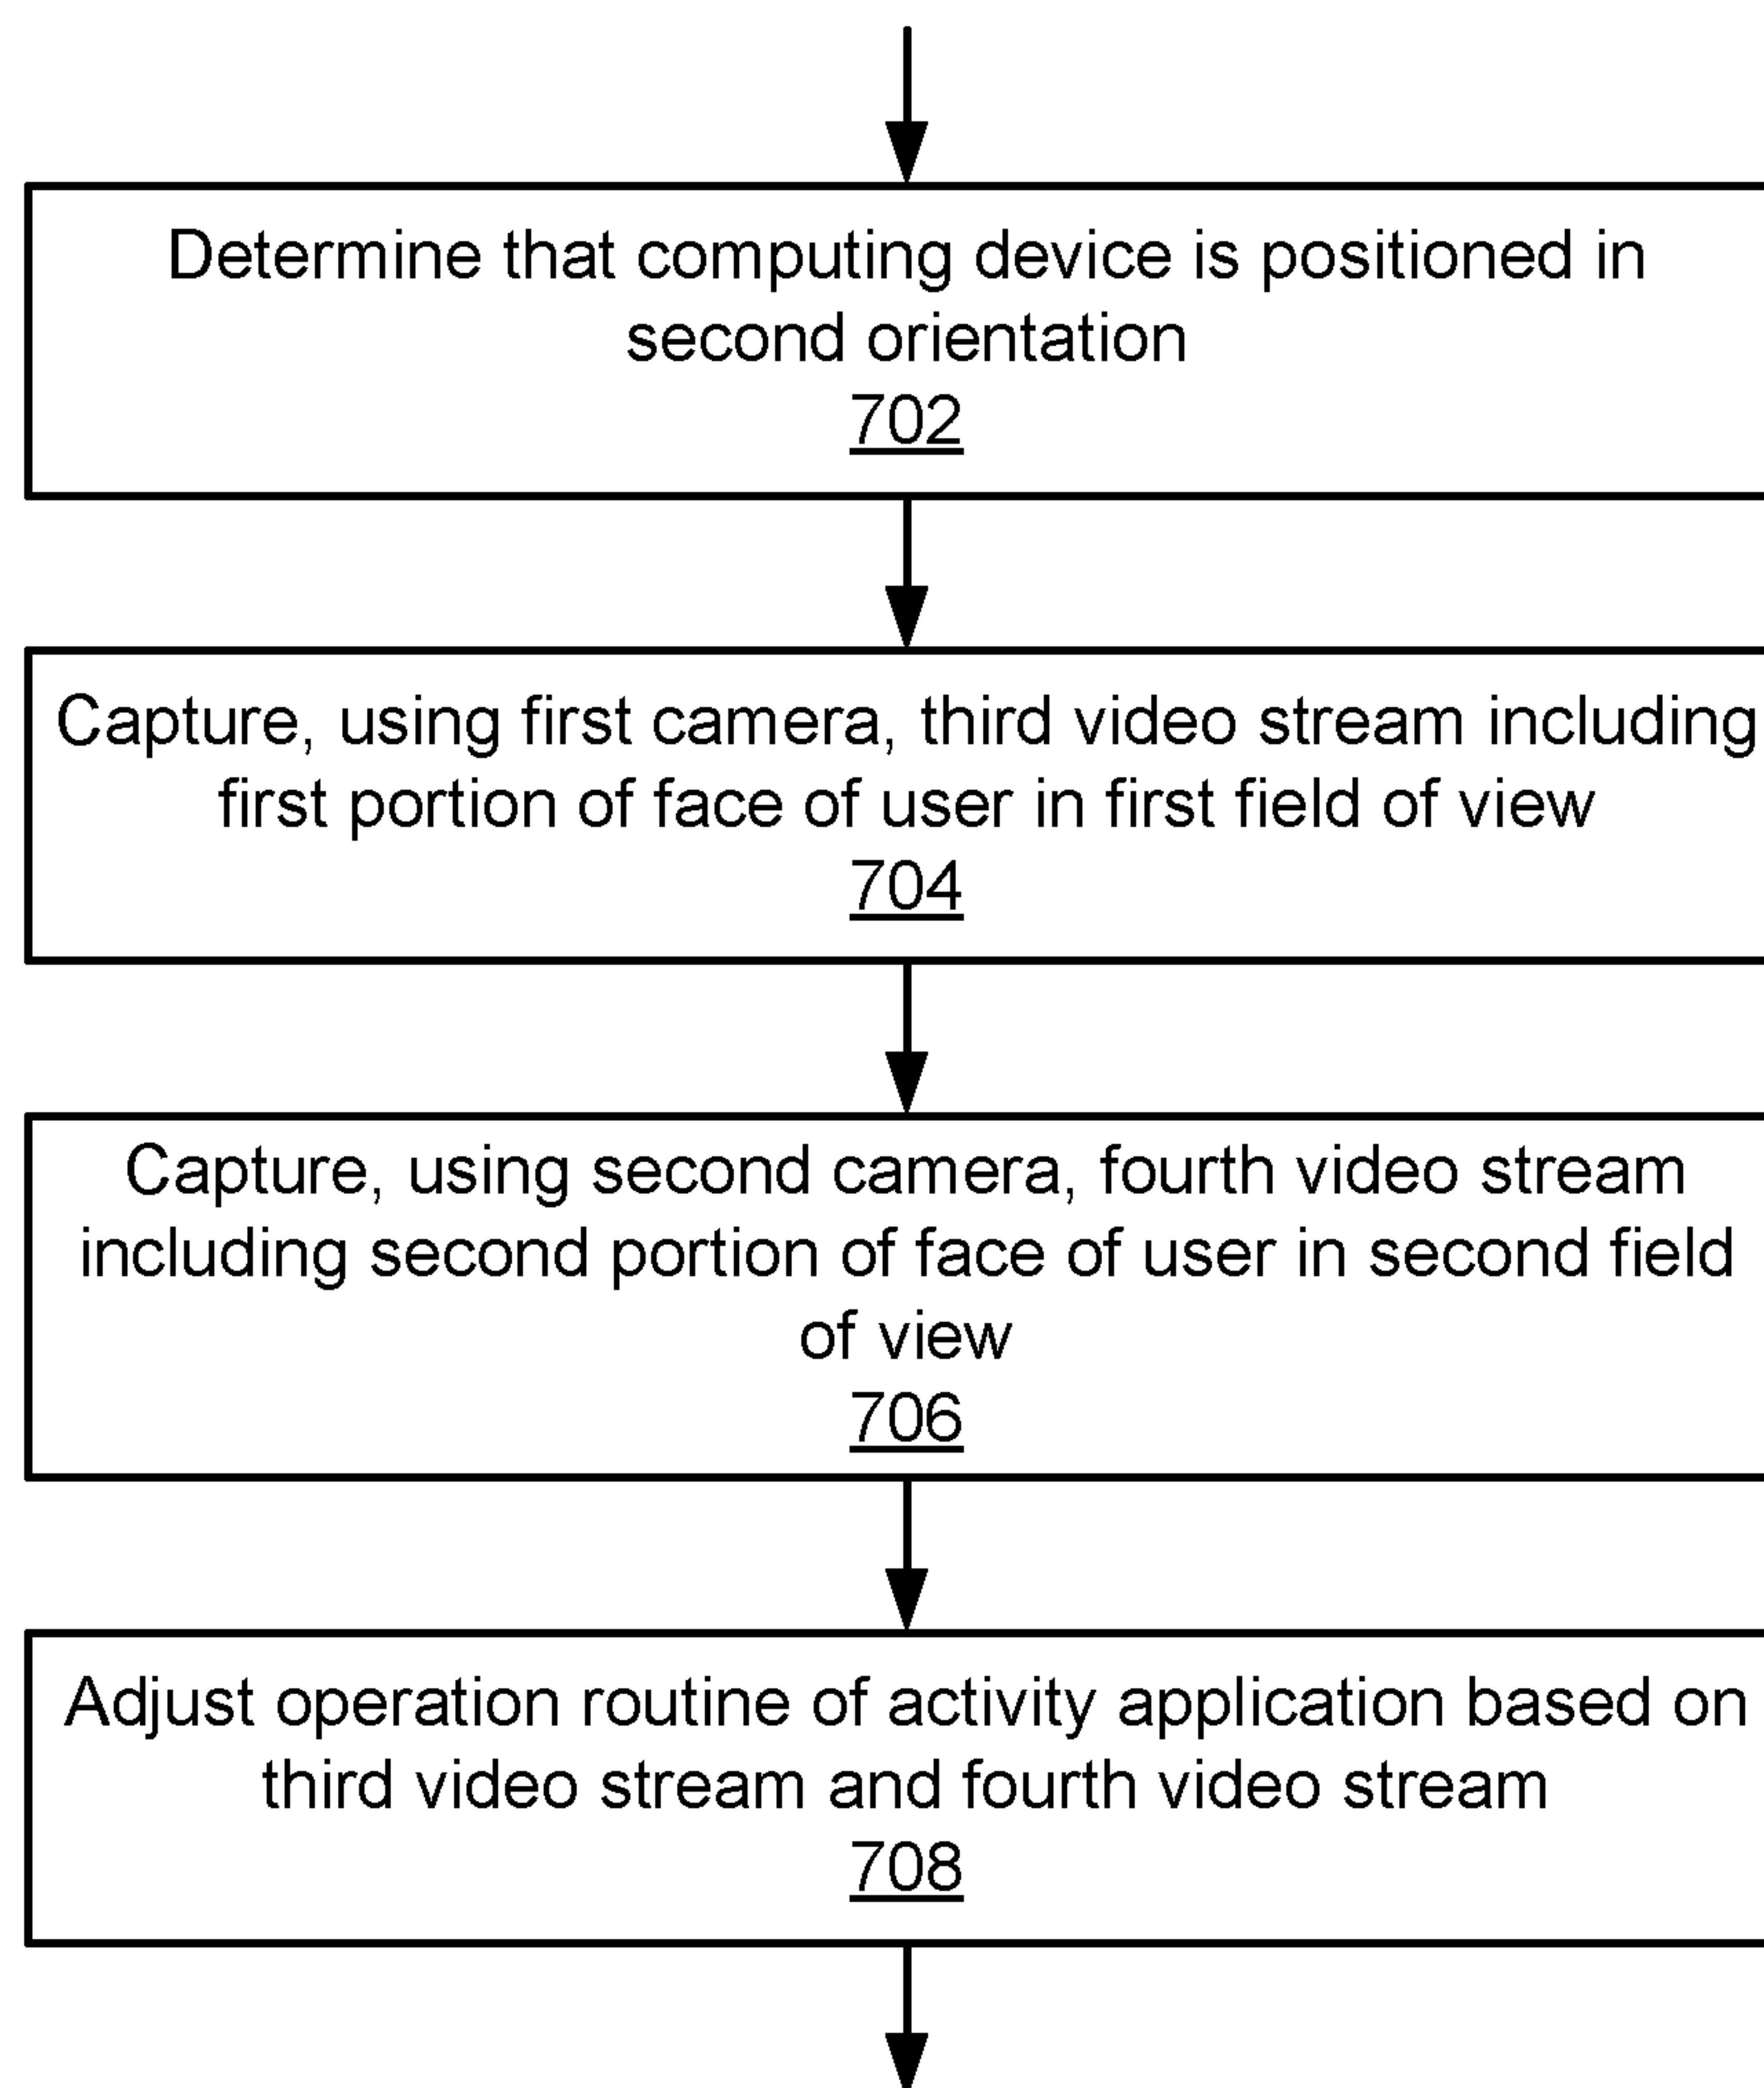 Determine that computing device is positioned in
second orientation
702
Capture, using first camera, third video stream including
first portion of face of user in first field of view
704
Capture, using second camera, fourth video stream
including second portion of face of user in second field
of view
706
Adjust operation routine of activity application based on
third video stream and fourth video stream
708